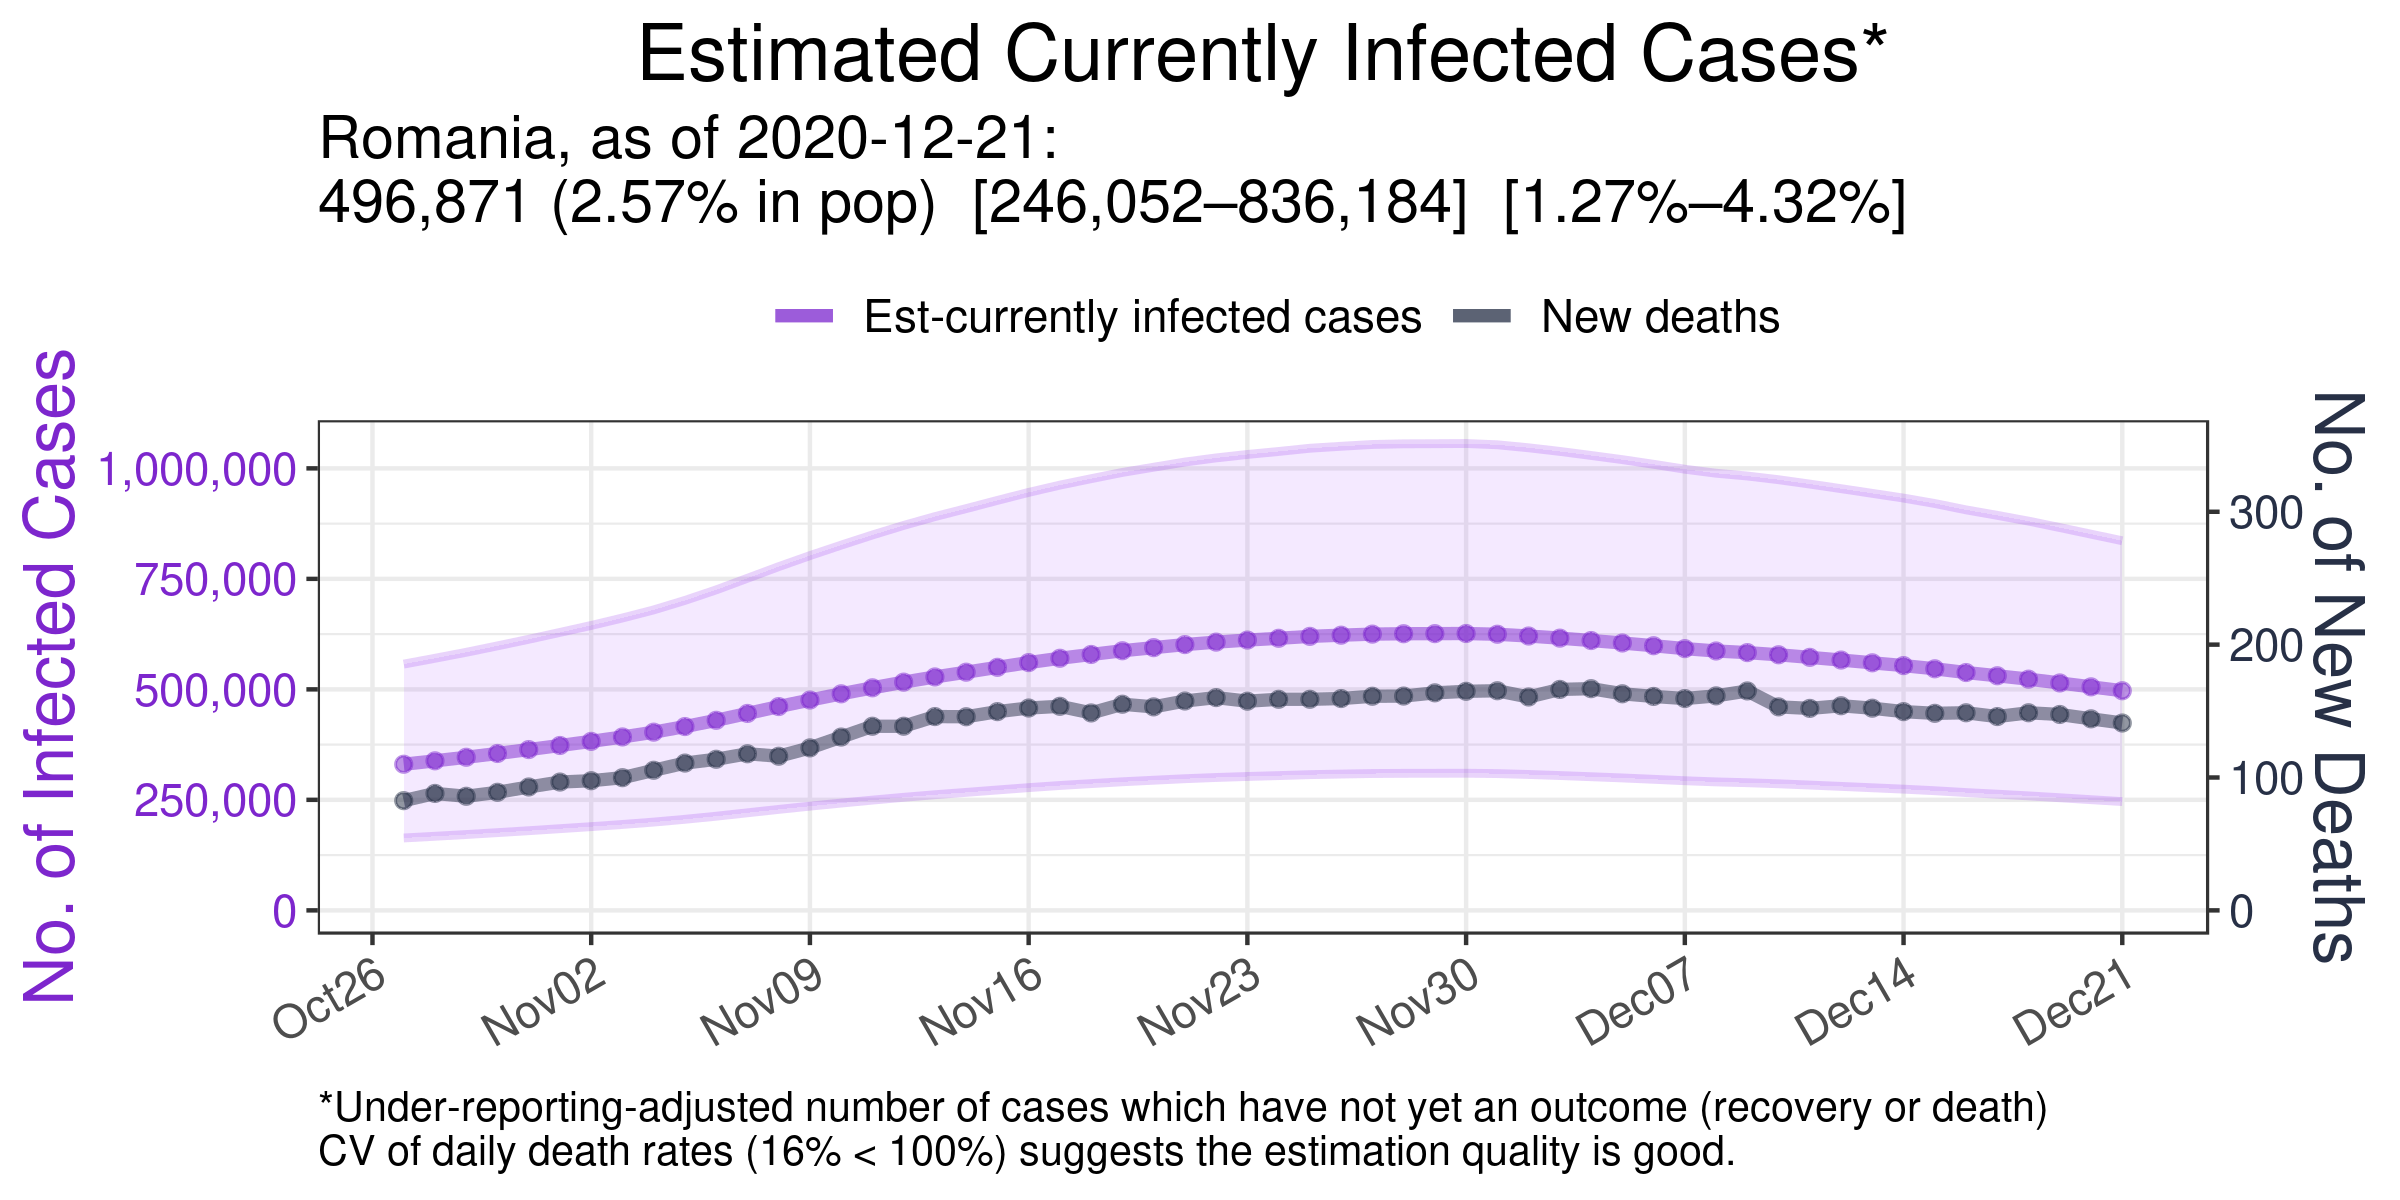 Estimated Currently Infected Cases*
Romania, as of 2020-12-21:
496,871 (2.57% in pop) [246,052–836,184] [1.27%–4.32%]
Est-currently infected cases
New deaths
No. of Infected Cases
1,000,000
750,000
500,000
250,000
0
300
200
100
0
No. of New Deaths
Oct26
Nov02
Nov09
Nov16
Nov23
Nov30
Dec07
Dec14
Dec21
*Under-reporting-adjusted number of cases which have not yet an outcome (recovery or death)
CV of daily death rates (16% < 100%) suggests the estimation quality is good.